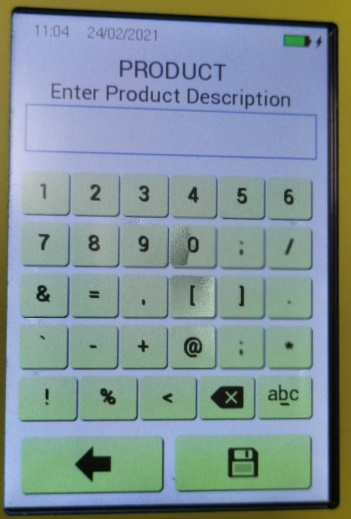 11:04 24/02/2021
PRODUCT
Enter Product Description
1 2 3 4 5 6
7 8 9 0 ; /
& = , [ ] .
` - + @ : *
! % < abc